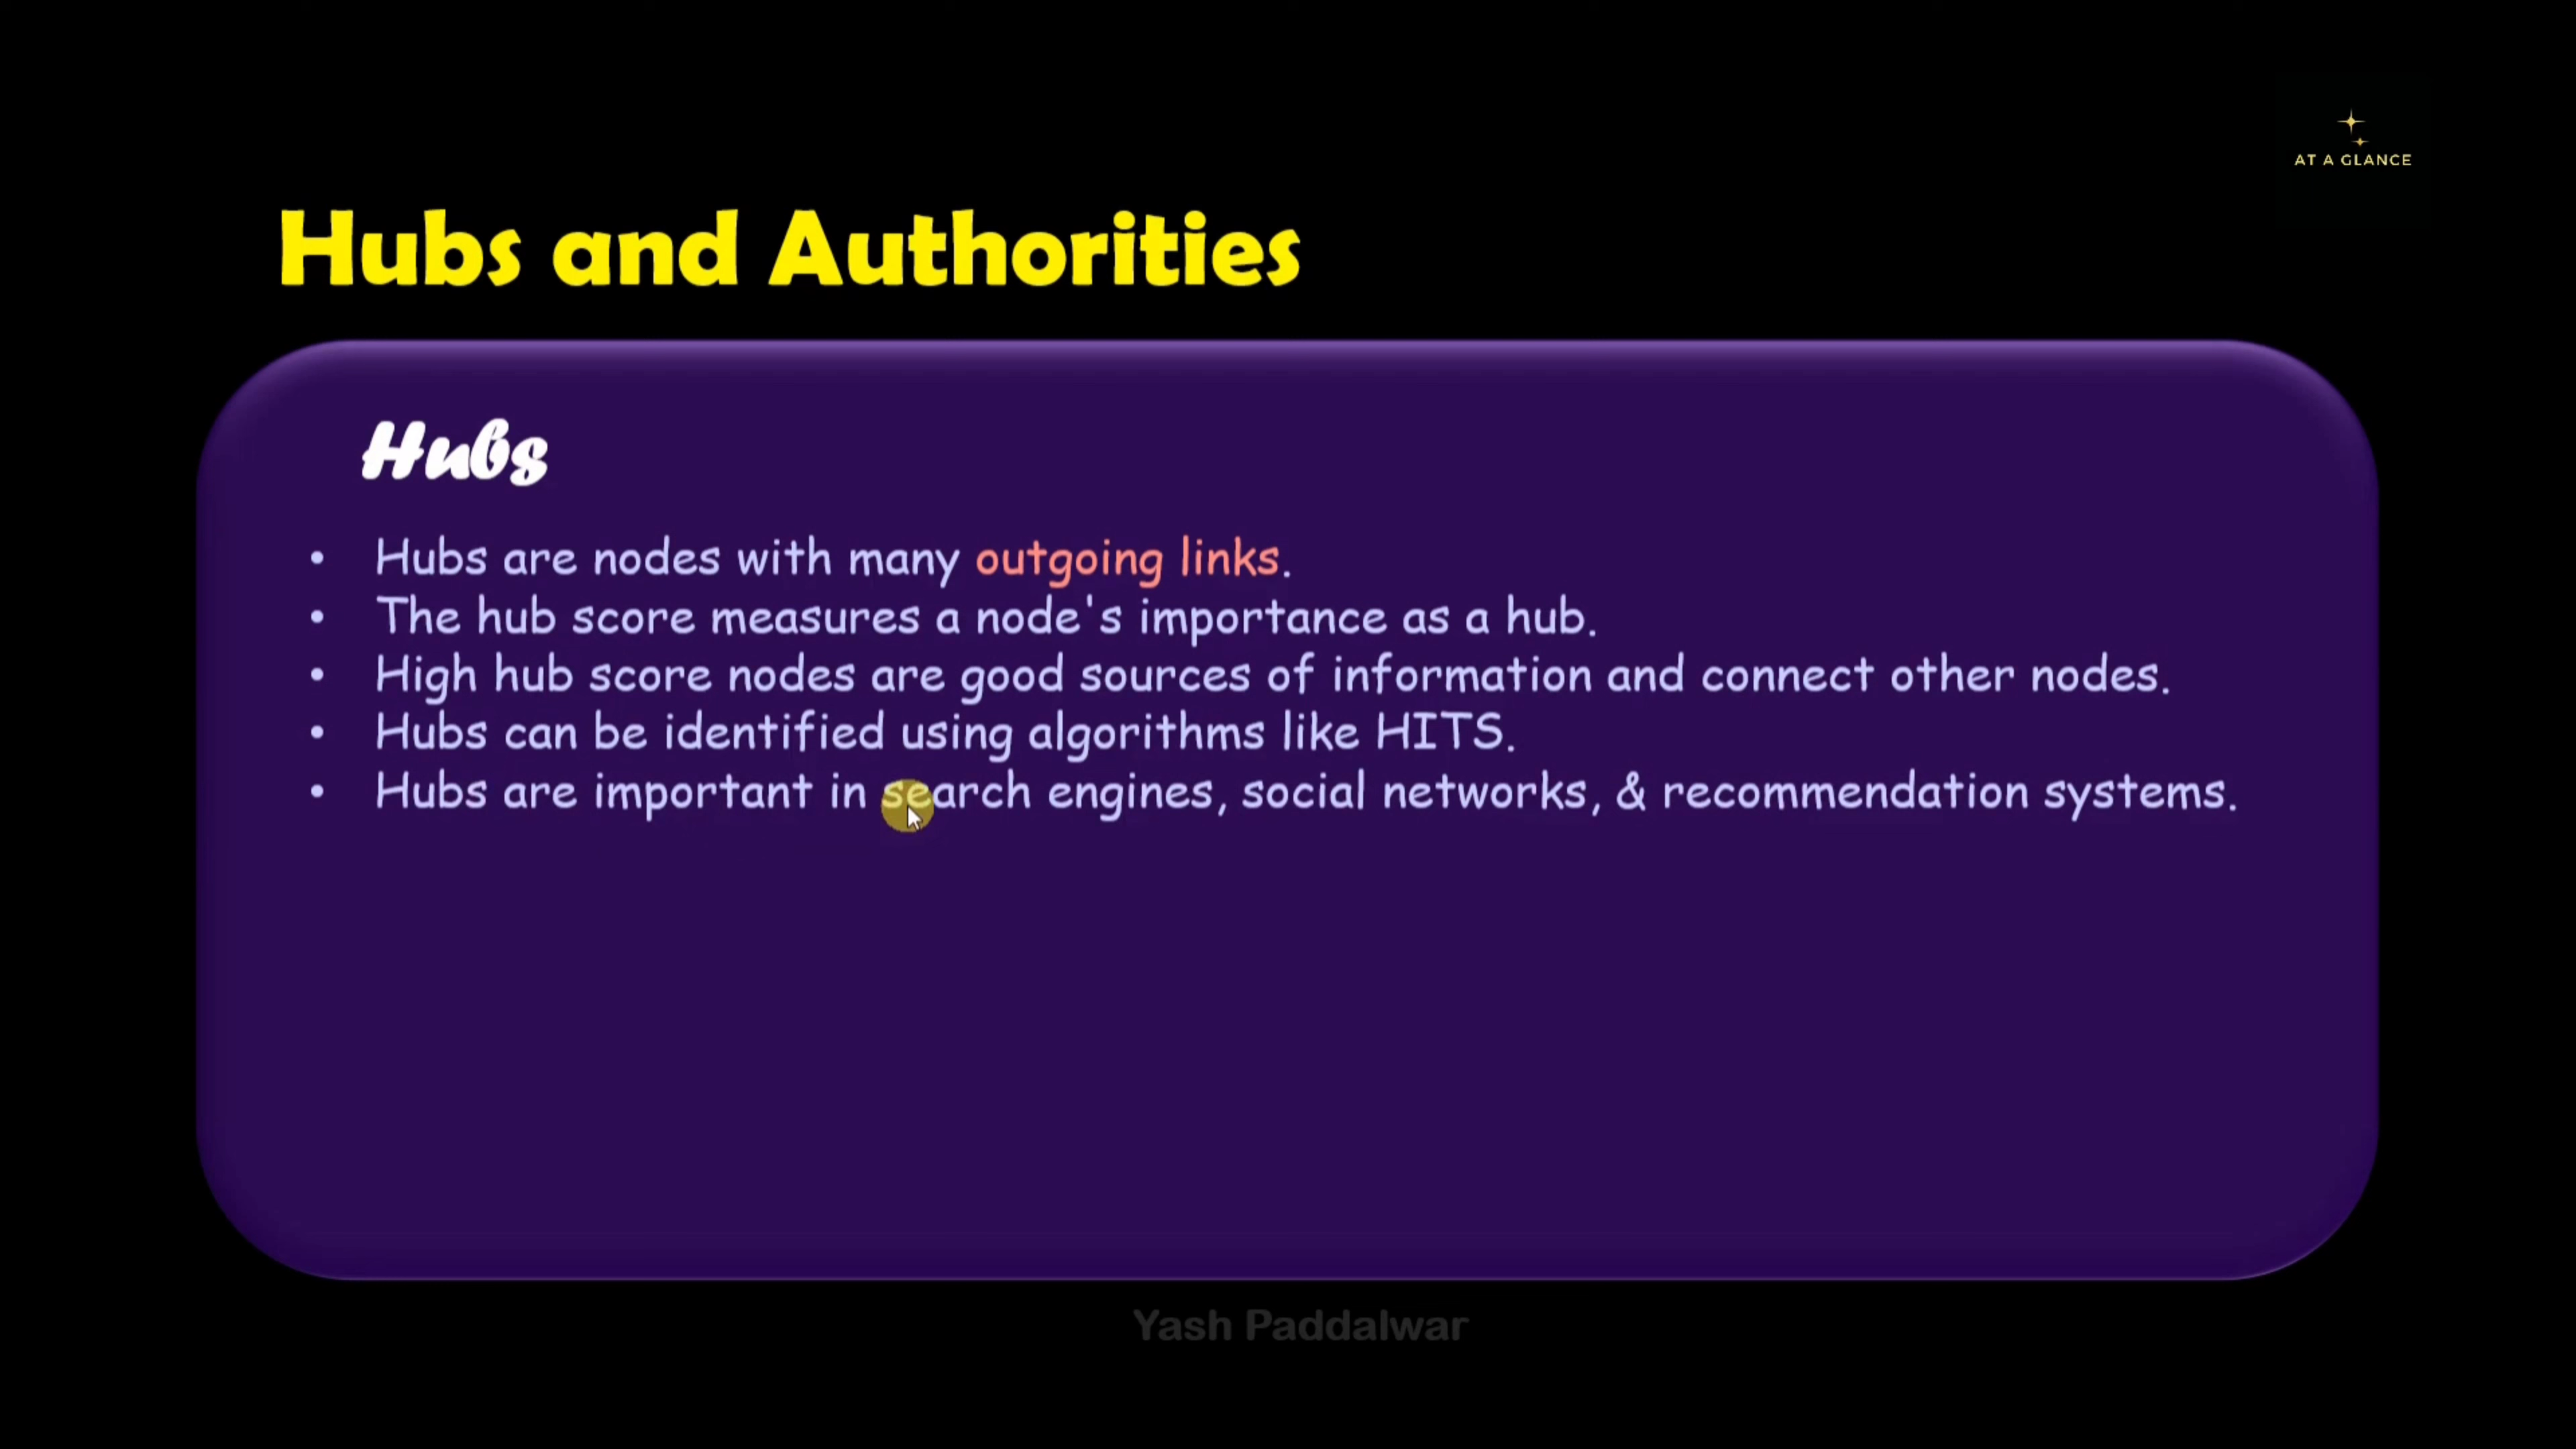 AT A GLANCE
Hubs and Authorities
Hubs
• Hubs are nodes with many outgoing links.
• The hub score measures a node's importance as a hub.
• High hub score nodes are good sources of information and connect other nodes.
• Hubs can be identified using algorithms like HITS.
• Hubs are important in search engines, social networks, & recommendation systems.
Yash Paddalwar